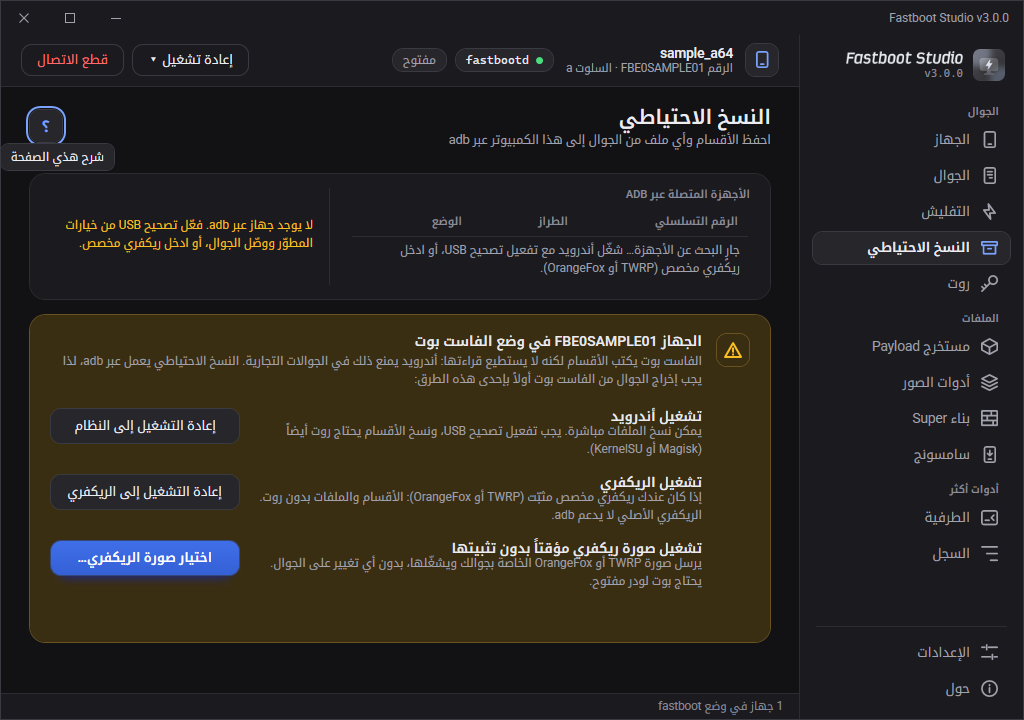 Fastboot Studio v3.0.0
Fastboot Studio
v3.0.0
الجوال
الجهاز
الجوال
التفليش
النسخ الاحتياطي
روت
الملفات
مستخرج Payload
أدوات الصور
بناء Super
سامسونج
أدوات أكثر
الطرفية
السجل
الإعدادات
حول
sample_a64
الرقم FBE0SAMPLE01 · السلوت a
fastbootd
مفتوح
إعادة تشغيل
قطع الاتصال
النسخ الاحتياطي
احفظ الأقسام وأي ملف من الجوال إلى هذا الكمبيوتر عبر adb
؟
شرح هذي الصفحة
الأجهزة المتصلة عبر ADB
الرقم التسلسلي الطراز الوضع
جارٍ البحث عن الأجهزة... شغّل أندرويد مع تفعيل تصحيح USB، أو ادخل
ريكفري مخصص (TWRP أو OrangeFox).
لا يوجد جهاز عبر adb. فعّل تصحيح USB من خيارات
المطوّر ووصّل الجوال، أو ادخل ريكفري مخصص.
الجهاز FBE0SAMPLE01 في وضع الفاست بوت
الفاست بوت يكتب الأقسام لكنه لا يستطيع قراءتها: أندرويد يمنع ذلك في الجوالات التجارية. النسخ الاحتياطي يعمل عبر adb، لذا
يجب إخراج الجوال من الفاست بوت أولاً بإحدى هذه الطرق:
تشغيل أندرويد
يمكن نسخ الملفات مباشرة. يجب تفعيل تصحيح USB، ونسخ الأقسام يحتاج روت أيضاً
(Magisk أو KernelSU).
إعادة التشغيل إلى النظام
تشغيل الريكفري
إذا كان عندك ريكفري مخصص مثبّت (TWRP أو OrangeFox): الأقسام والملفات بدون روت.
الريكفري الأصلي لا يدعم adb.
إعادة التشغيل إلى الريكفري
تشغيل صورة ريكفري مؤقتاً بدون تثبيتها
يرسل صورة TWRP أو OrangeFox الخاصة بجوالك ويشغّلها، بدون أي تغيير على الجوال.
يحتاج بوت لودر مفتوح.
اختيار صورة الريكفري...
1 جهاز في وضع fastboot